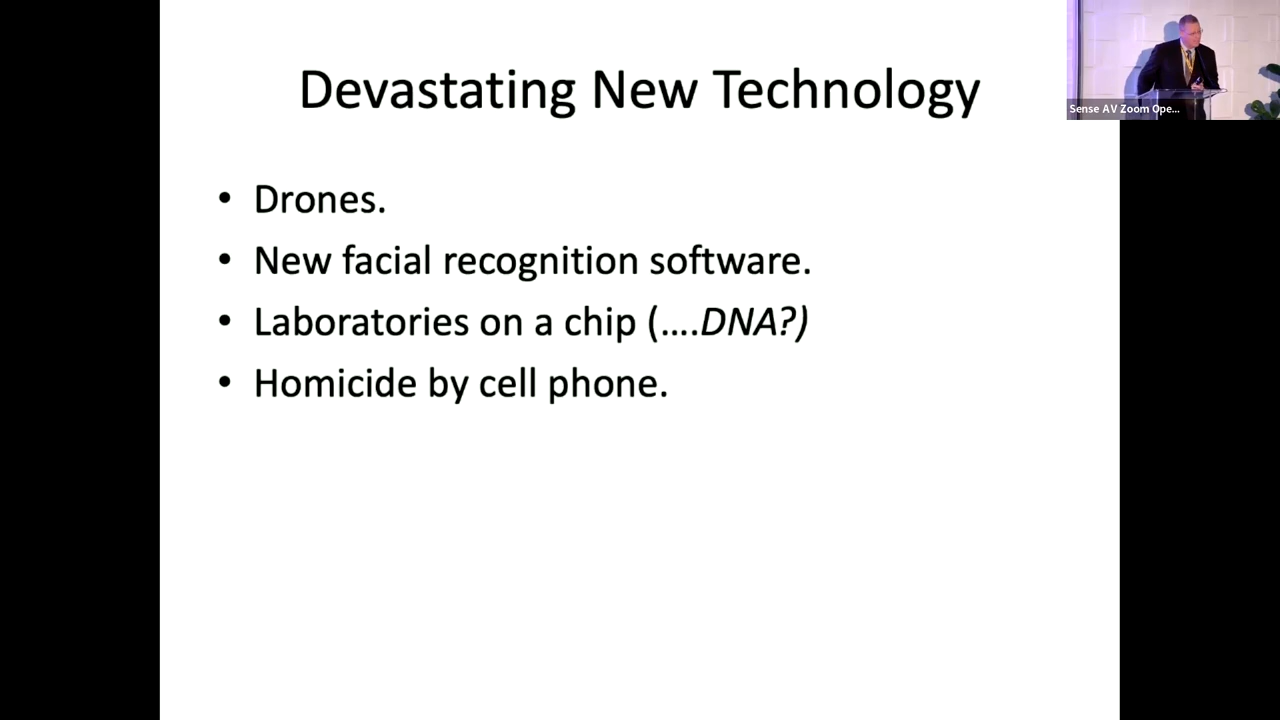 Devastating New Technology
• Drones.
• New facial recognition software.
• Laboratories on a chip (....DNA?)
• Homicide by cell phone.
Sense AV Zoom Ope...